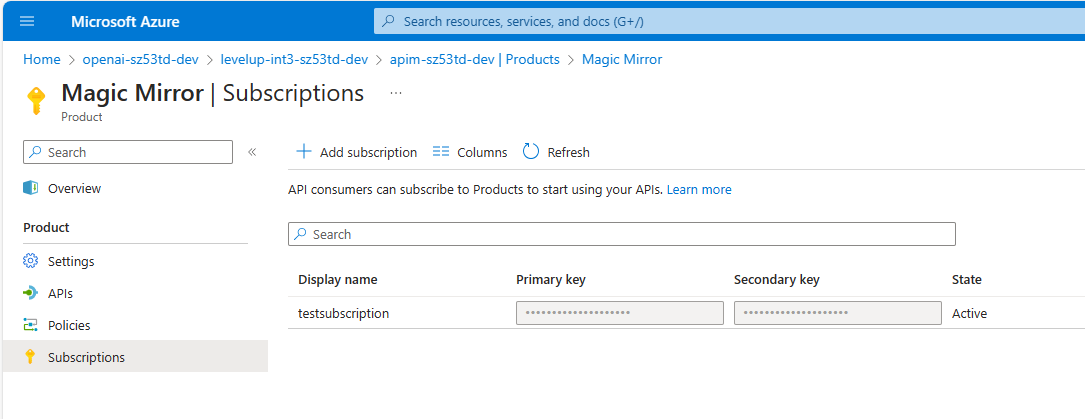 Microsoft Azure
Search resources, services, and docs (G+/)
Home > openai-sz53td-dev > levelup-int3-sz53td-dev > apim-sz53td-dev | Products > Magic Mirror
Magic Mirror | Subscriptions ...
Product
Search «
Overview
Product
Settings
APIs
Policies
Subscriptions
Add subscription Columns Refresh
API consumers can subscribe to Products to start using your APIs. Learn more
Search
Display name Primary key Secondary key State
testsubscription •••••••••••••••••••• •••••••••••••••••••• Active